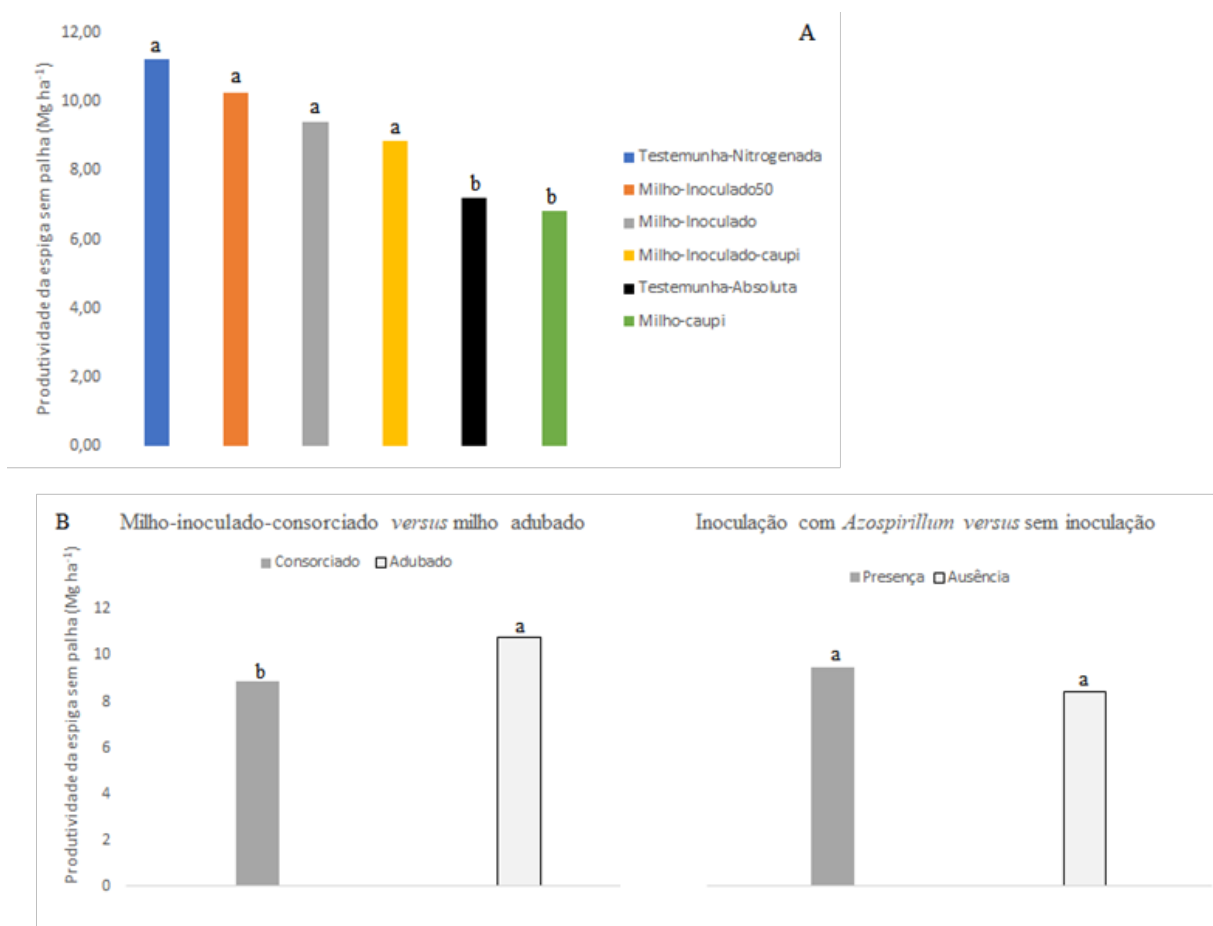 A
Produtividade da espiga sem palha (Mg ha⁻¹)
12,00
10,00
8,00
6,00
4,00
2,00
0,00
a
a
a
a
b
b
Testemunha-Nitrogenada
Milho-Inoculado50
Milho-Inoculado
Milho-Inoculado-caupi
Testemunha-Absoluta
Milho-caupi
B
Milho-inoculado-consorciado versus milho adubado
Consorciado Adubado
Produtividade da espiga sem palha (Mg ha⁻¹)
12
10
8
6
4
2
0
b
a
Inoculação com Azospirillum versus sem inoculação
Presença Ausência
a
a